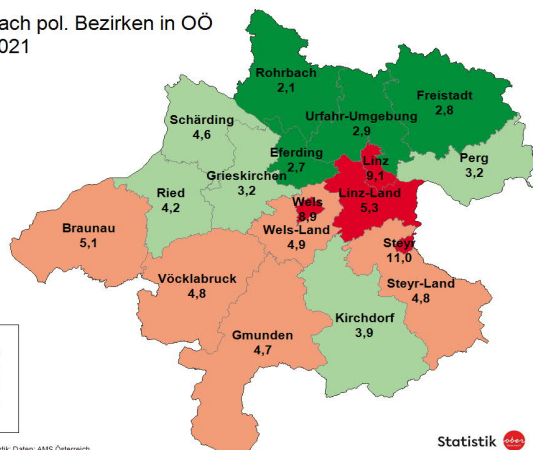 ach pol. Bezirken in OÖ
2021
Rohrbach
2,1
Freistadt
2,8
Urfahr-Umgebung
2,9
Schärding
4,6
Eferding
2,7
Linz
9,1
Perg
3,2
Grieskirchen
3,2
Ried
4,2
Linz-Land
5,3
Wels
8,9
Braunau
5,1
Wels-Land
4,9
Steyr
11,0
Vöcklabruck
4,8
Steyr-Land
4,8
Kirchdorf
3,9
Gmunden
4,7
Statistik
tik; Daten: AMS Österreich